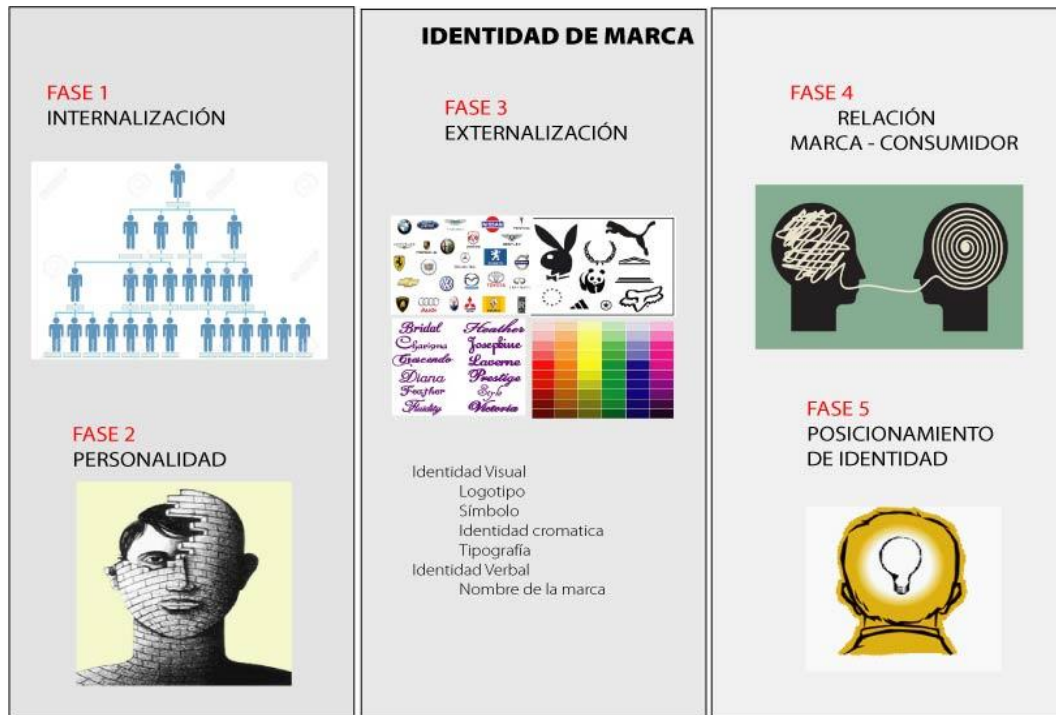 IDENTIDAD DE MARCA
FASE 1
INTERNALIZACIÓN
FASE 2
PERSONALIDAD
FASE 3
EXTERNALIZACIÓN
Bridal
Heather
Charisma
Josephine
Crescendo
Laverne
Diana
Prestige
Feather
Style
Fluidity
Victoria
Identidad Visual
Logotipo
Símbolo
Identidad cromatica
Tipografía
Identidad Verbal
Nombre de la marca
FASE 4
RELACIÓN
MARCA - CONSUMIDOR
FASE 5
POSICIONAMIENTO
DE IDENTIDAD